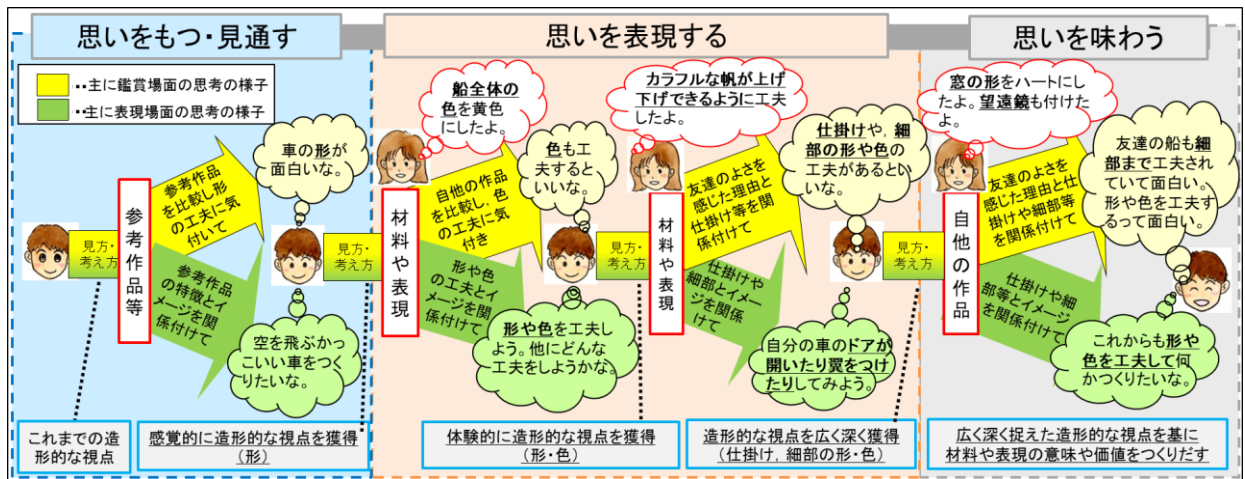 思いをもつ・見通す
思いを表現する
思いを味わう
‥主に鑑賞場面の思考の様子
‥主に表現場面の思考の様子
見方・
考え方
参考作品等
参考作品
を比較し形
の工夫に気
付いて
参考作品
の特徴とイ
メージを関
係付けて
車の形が
面白いな。
空を飛ぶかっ
こいい車をつく
りたいな。
見方・
考え方
船全体の
色を黄色
にしたよ。
材料や表現
自他の作品
を比較し,色
の工夫に気
付き
形や色
の工夫とイ
メージを関
係付けて
色も工
夫すると
いいな。
形や色を工夫し
よう。他にどんな
工夫をしようかな。
見方・
考え方
カラフルな帆が上げ
下げできるように工夫
したよ。
材料や表現
友達のよさを
感じた理由と
仕掛け等を関
係付けて
仕掛けや
細部とイメー
ジを関係付
けて
仕掛けや,細
部の形や色の
工夫があるとい
いな。
自分の車のドアが
開いたり翼をつけ
たりしてみよう。
見方・
考え方
窓の形をハートにし
たよ。望遠鏡も付けた
よ。
自他の作品
友達のよさを
感じた理由と仕
掛けや細部等
を関係付けて
仕掛けや細
部等とイメージ
を関係付けて
友達の船も細
部まで工夫され
ていて面白い。
形や色を工夫す
るって面白い。
これからも形や
色を工夫して何
かつくりたいな。
これまでの造
形的な視点
感覚的に造形的な視点を獲得
(形)
体験的に造形的な視点を獲得
(形・色)
造形的な視点を広く深く獲得
(仕掛け,細部の形・色)
広く深く捉えた造形的な視点を基に
材料や表現の意味や価値をつくりだす